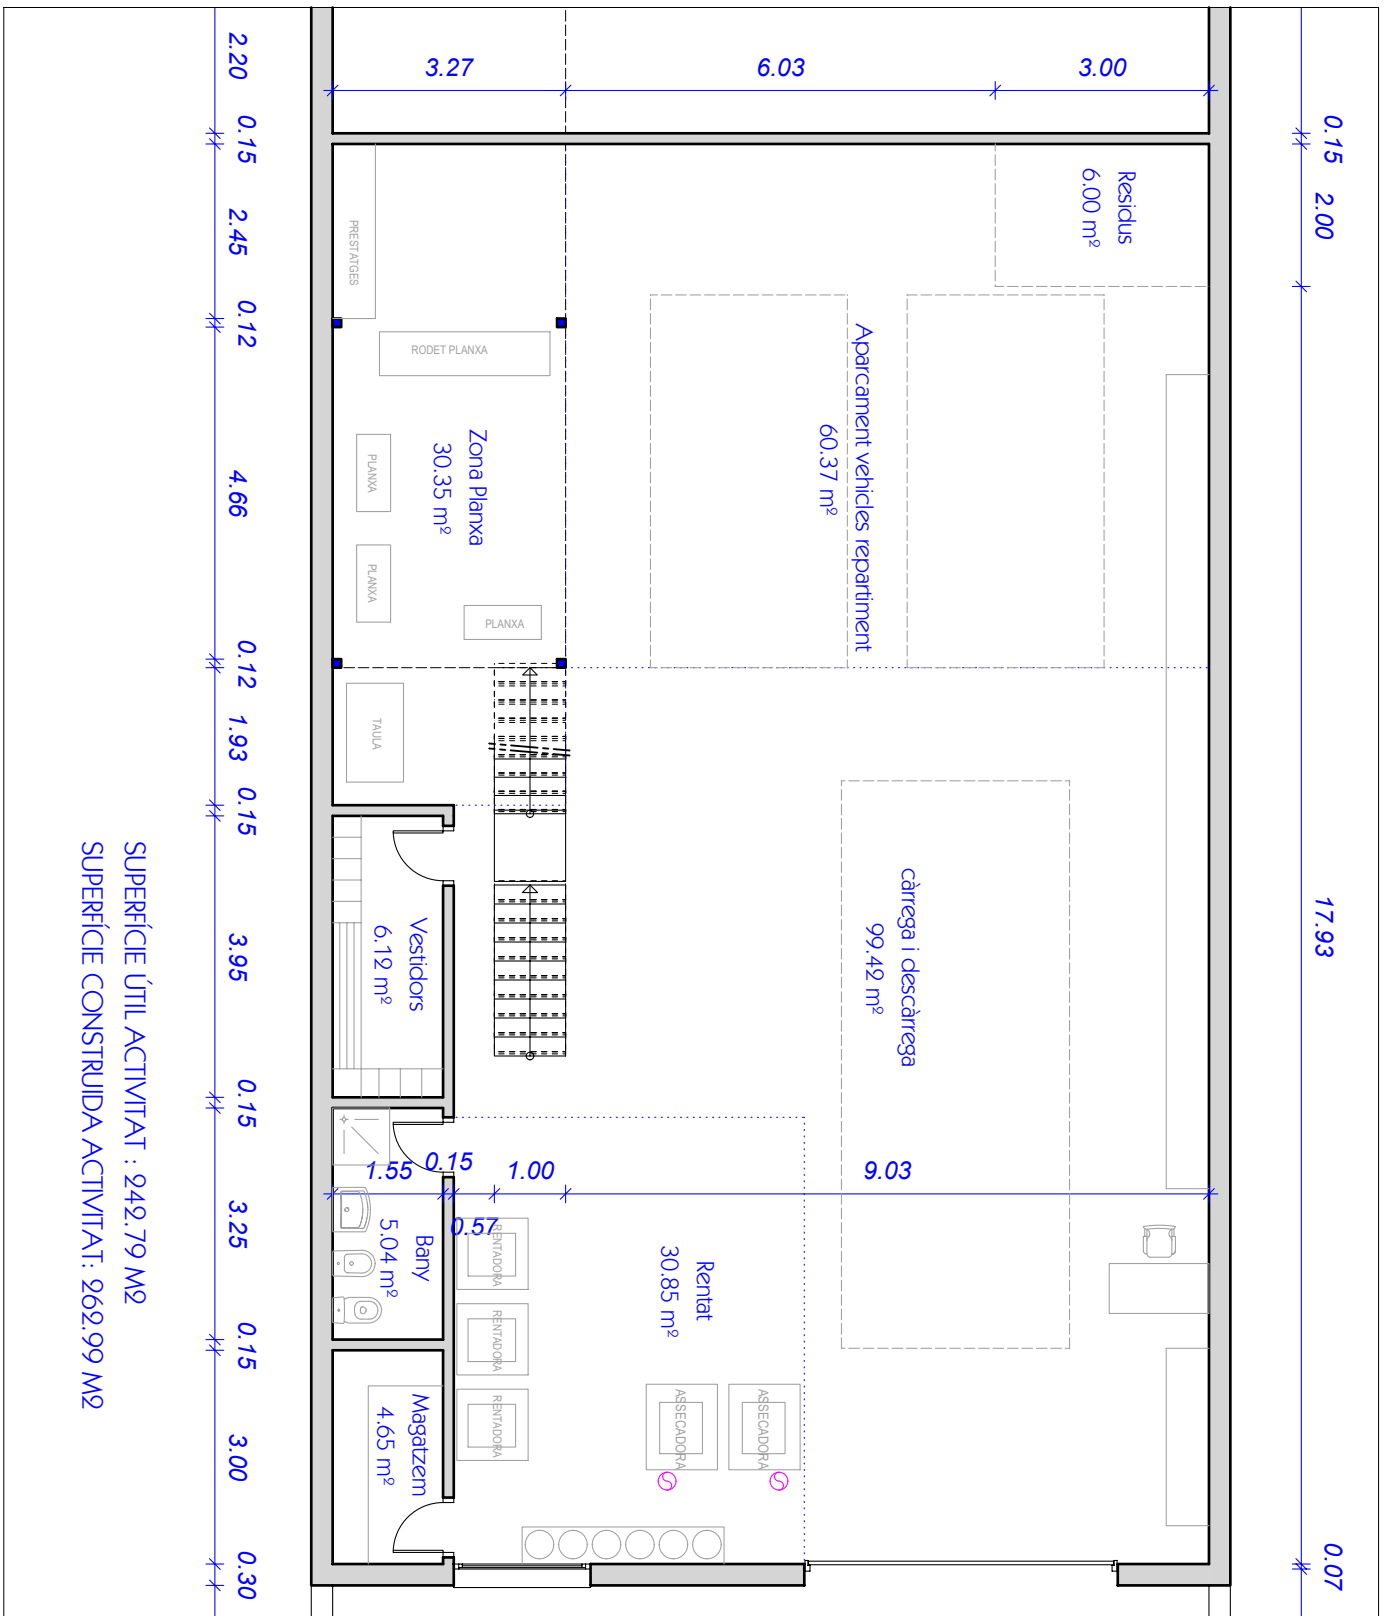 2.20
0.15
2.45
0.12
4.66
0.12
1.93
0.15
3.95
0.15
3.25
0.15
3.00
0.30
3.27
6.03
3.00
0.15
2.00
17.93
0.07
Residus
6.00 m²
PRESTATGES
RODET PLANXA
Aparcament vehicles repartiment
60.37 m²
Zona Planxa
30.35 m²
PLANXA
PLANXA
PLANXA
TAULA
càrrega i descàrrega
99.42 m²
Vestidors
6.12 m²
1.55
0.15
0.57
1.00
9.03
Bany
5.04 m²
RENTADORA
RENTADORA
RENTADORA
Rentat
30.85 m²
ASSECADORA
ASSECADORA
Magatzem
4.65 m²
SUPERFÍCIE ÚTIL ACTIVITAT : 242.79 M2
SUPERFÍCIE CONSTRUIDA ACTIVITAT: 262.99 M2